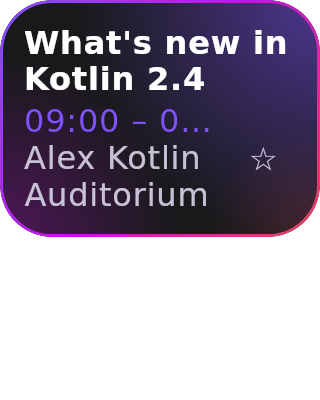 What's new in
Kotlin 2.4
09:00 – 0...
Alex Kotlin
Auditorium